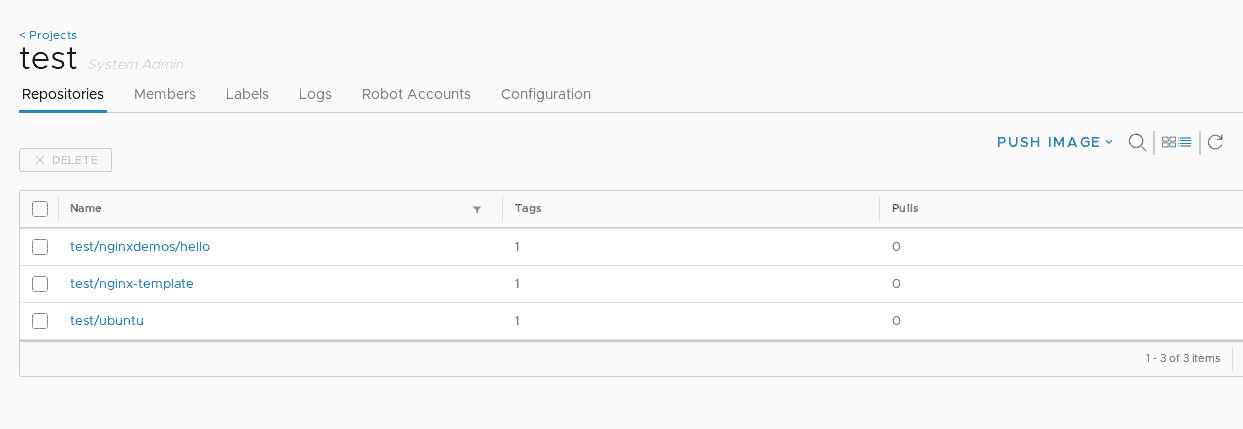 < Projects
test System Admin
Repositories Members Labels Logs Robot Accounts Configuration
PUSH IMAGE
DELETE
Name Tags Pulls
test/nginxdemos/hello 1 0
test/nginx-template 1 0
test/ubuntu 1 0
1 - 3 of 3 items